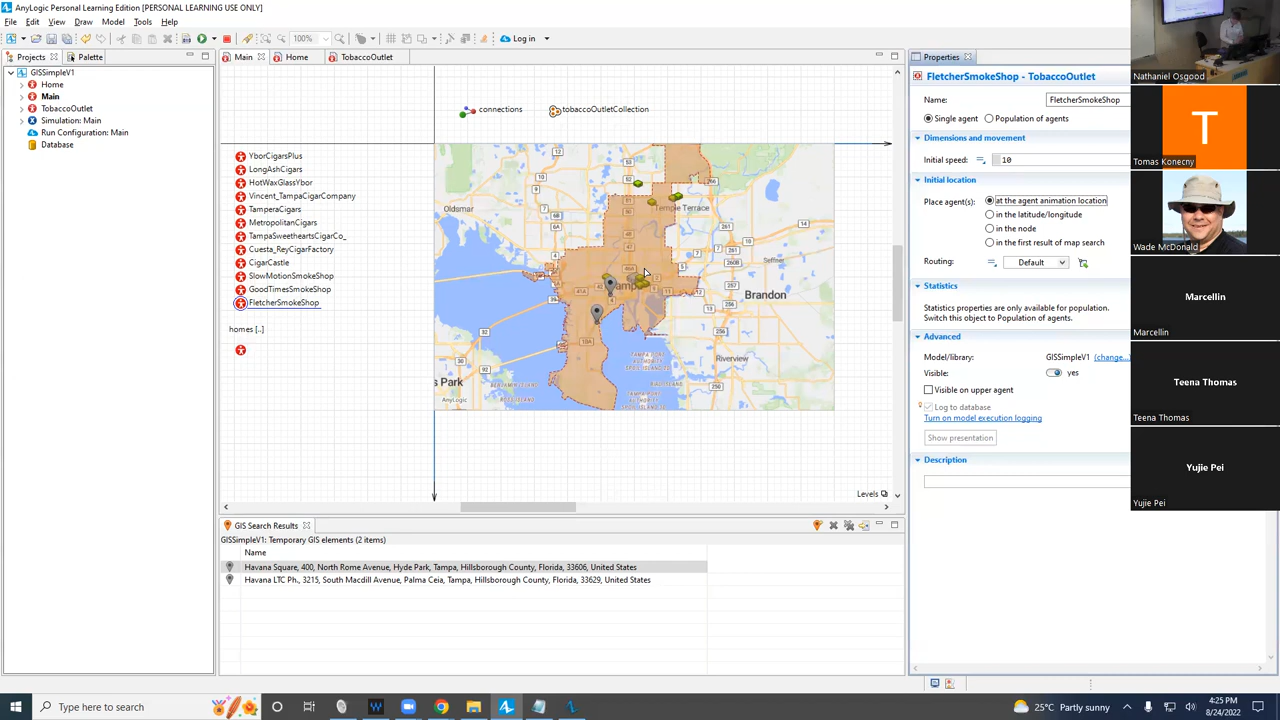 AnyLogic Personal Learning Edition [PERSONAL LEARNING USE ONLY]
File Edit View Draw Model Tools Help
100% Log in
Projects Palette Main Home TobaccoOutlet Properties
GISSimpleV1
Home
Main
TobaccoOutlet
Simulation: Main
Run Configuration: Main
Database
connections tobaccoOutletCollection
YborCigarsPlus
LongAshCigars
HotWaxGlassYbor
Vincent_TampaCigarCompany
TamperaCigars
MetropolitanCigars
TampaSweetheartsCigarCo_
Cuesta_ReyCigarFactory
CigarCastle
SlowMotionSmokeShop
GoodTimesSmokeShop
FletcherSmokeShop
homes [..]
Oldsmar
Temple Terrace
Seffner
Brandon
Riverview
s Park
AnyLogic
Levels
GIS Search Results
GISSimpleV1: Temporary GIS elements (2 items)
Name
Havana Square, 400, North Rome Avenue, Hyde Park, Tampa, Hillsborough County, Florida, 33606, United States
Havana LTC Ph., 3215, South Macdill Avenue, Palma Ceia, Tampa, Hillsborough County, Florida, 33629, United States
FletcherSmokeShop - TobaccoOutlet
Name: FletcherSmokeShop
Single agent Population of agents
Dimensions and movement
Initial speed: 10
Initial location
Place agent(s): at the agent animation location
in the latitude/longitude
in the node
in the first result of map search
Routing: Default
Statistics
Statistics properties are only available for population.
Switch this object to Population of agents.
Advanced
Model/library: GISSimpleV1 (change...)
Visible: yes
Visible on upper agent
Log to database
Turn on model execution logging
Show presentation
Description
Nathaniel Osgood
T
Tomas Konecny
Wade McDonald
Marcellin
Marcellin
Teena Thomas
Teena Thomas
Yujie Pei
Yujie Pei
Type here to search
W
25°C Partly sunny
4:25 PM
8/24/2022